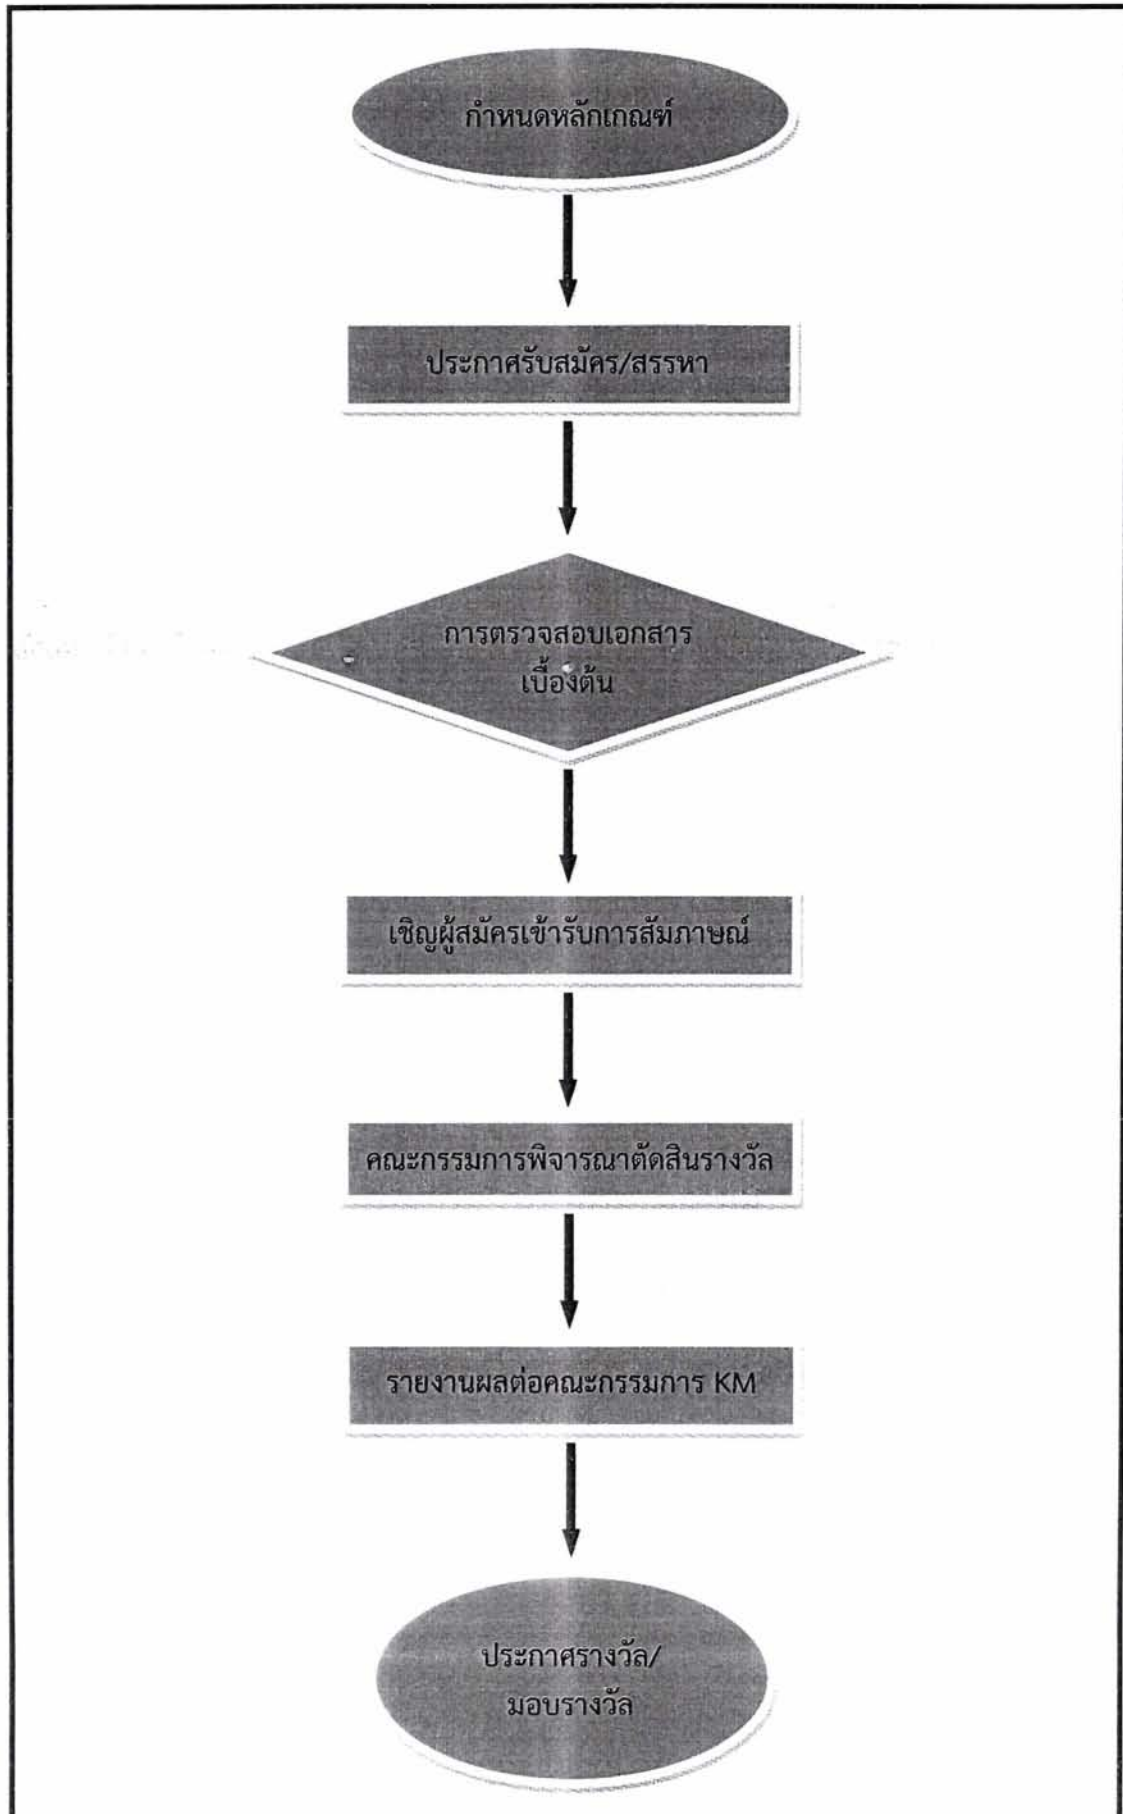 กำหนดหลักเกณฑ์
ประกาศรับสมัคร/สรรหา
การตรวจสอบเอกสาร
เบื้องต้น
เชิญผู้สมัครเข้ารับการสัมภาษณ์
คณะกรรมการพิจารณาตัดสินรางวัล
รายงานผลต่อคณะกรรมการ KM
ประกาศรางวัล/
มอบรางวัล